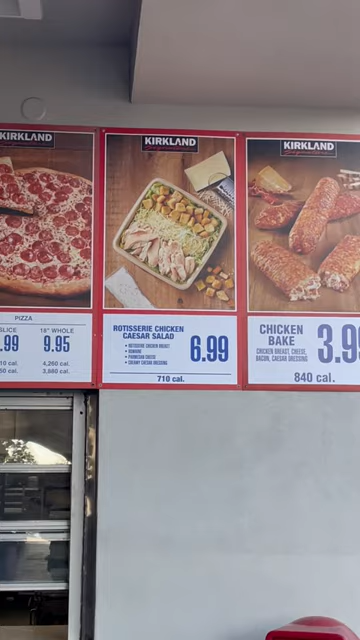 KIRKLAND
PIZZA
SLICE
.99
18" WHOLE
9.95
4,260 cal.
3,880 cal.
KIRKLAND
ROTISSERIE CHICKEN
CAESAR SALAD
• ROTISSERIE CHICKEN BREAST
• ROMAINE
• PARMESAN CHEESE
• CREAMY CAESAR DRESSING
6.99
710 cal.
KIRKLAND
CHICKEN
BAKE
CHICKEN BREAST, CHEESE,
BACON, CAESAR DRESSING
3.99
840 cal.